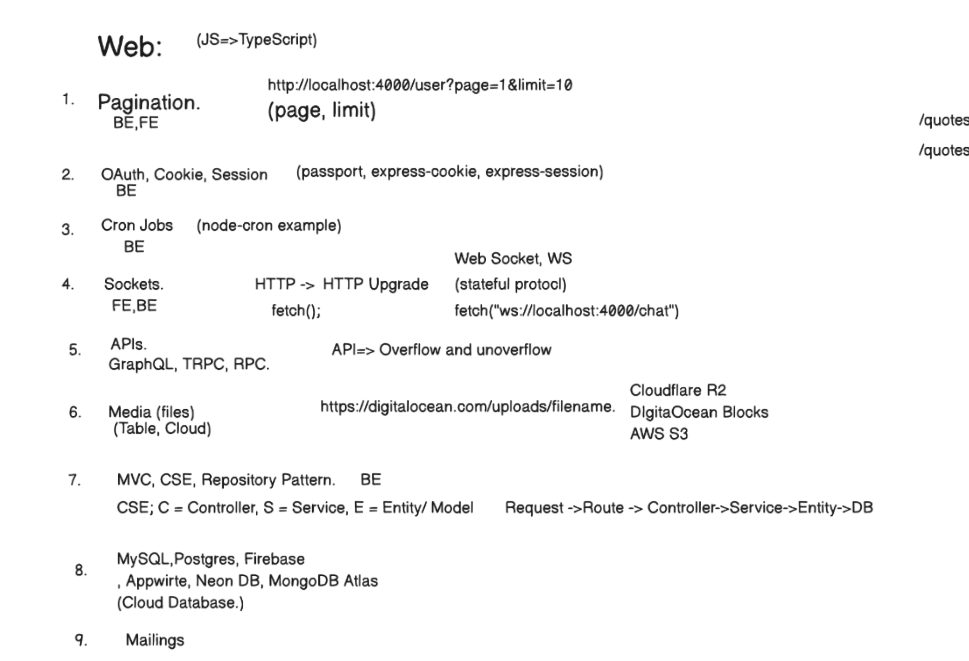 Web: (JS=>TypeScript)
http://localhost:4000/user?page=1&limit=10
1. Pagination. (page, limit)
BE,FE
/quotes
/quotes
2. OAuth, Cookie, Session (passport, express-cookie, express-session)
BE
3. Cron Jobs (node-cron example)
BE
Web Socket, WS
4. Sockets. HTTP -> HTTP Upgrade (stateful protocl)
FE,BE fetch(); fetch("ws://localhost:4000/chat")
5. APIs. API=> Overflow and unoverflow
GraphQL, TRPC, RPC.
Cloudflare R2
6. Media (files) https://digitalocean.com/uploads/filename. DIgitaOcean Blocks
(Table, Cloud) AWS S3
7. MVC, CSE, Repository Pattern. BE
CSE; C = Controller, S = Service, E = Entity/ Model Request ->Route -> Controller->Service->Entity->DB
8. MySQL,Postgres, Firebase
, Appwirte, Neon DB, MongoDB Atlas
(Cloud Database.)
9. Mailings